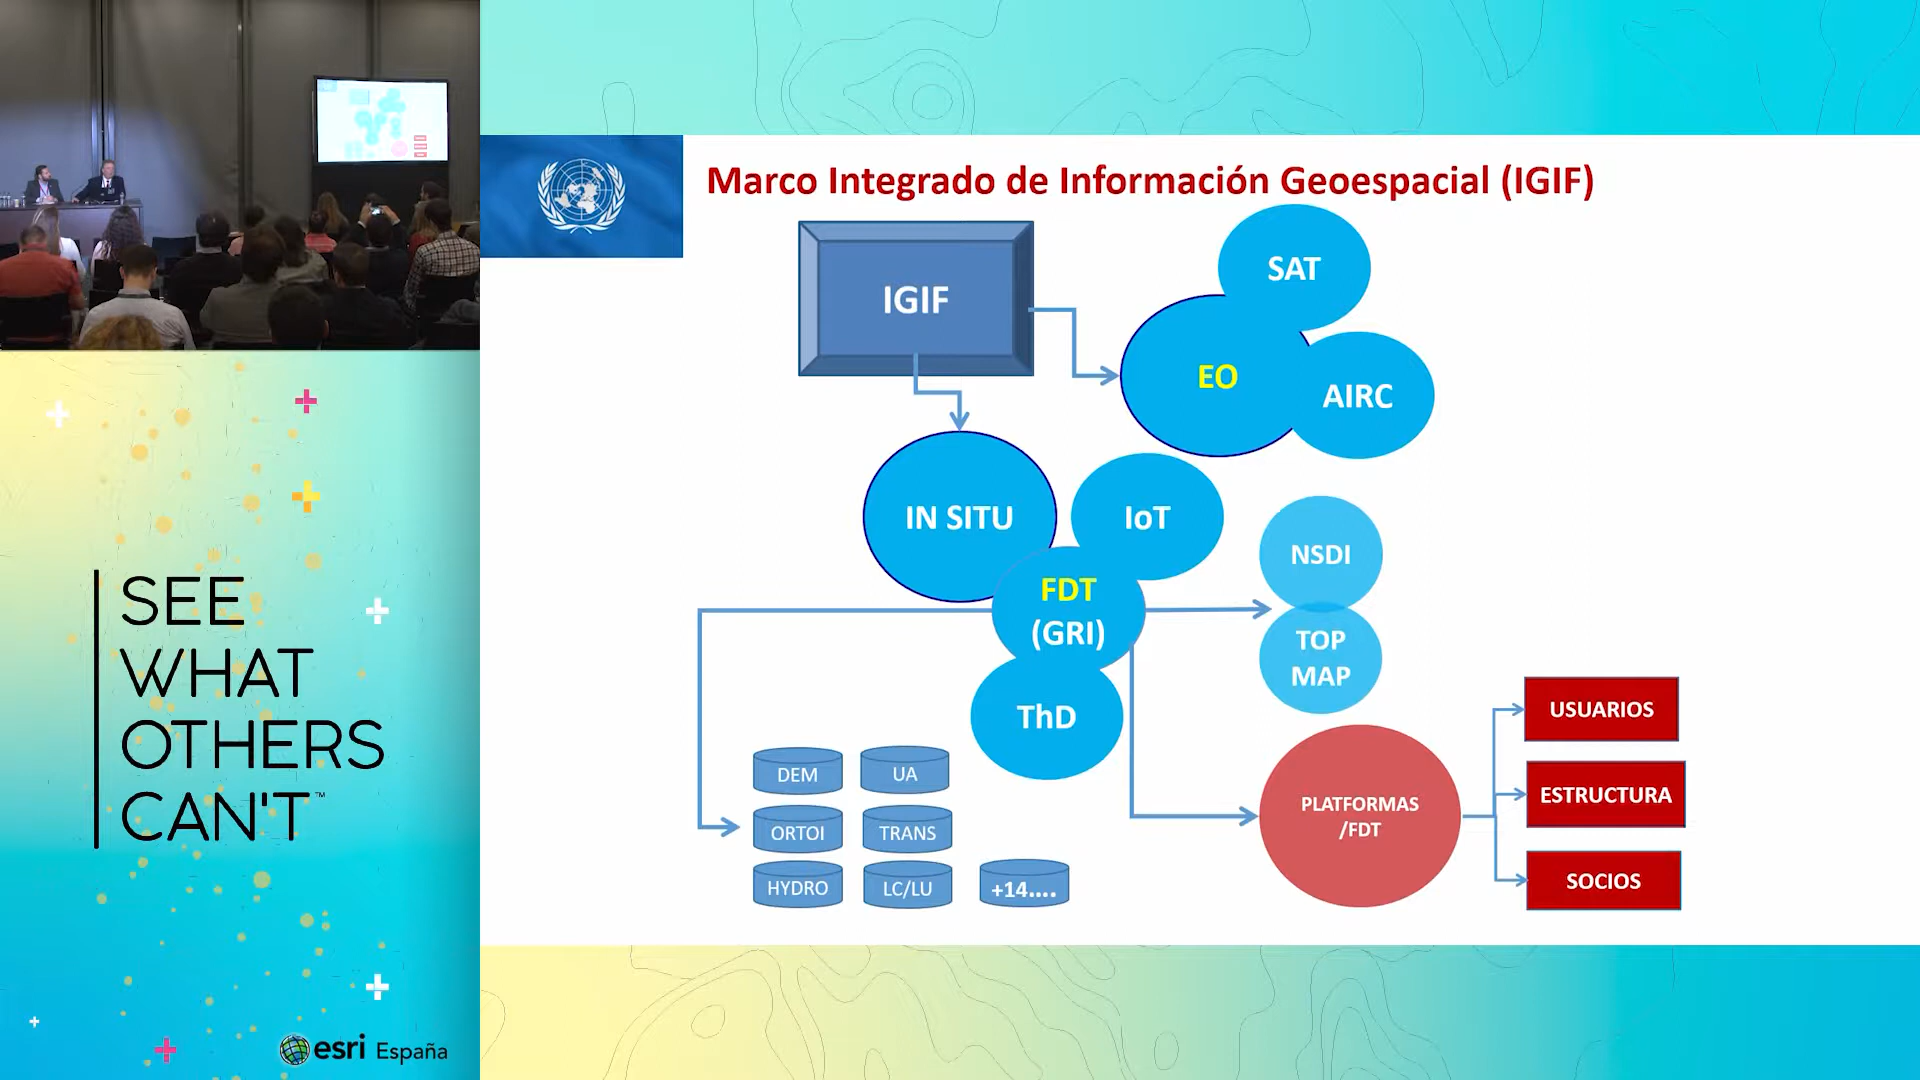 Marco Integrado de Información Geoespacial (IGIF)
IGIF
SAT
EO
AIRC
IN SITU
IoT
FDT
(GRI)
NSDI
TOP
MAP
ThD
USUARIOS
ESTRUCTURA
SOCIOS
PLATFORMAS
/FDT
DEM
UA
ORTOI
TRANS
HYDRO
LC/LU
+14....
SEE
WHAT
OTHERS
CAN'T™
esri España